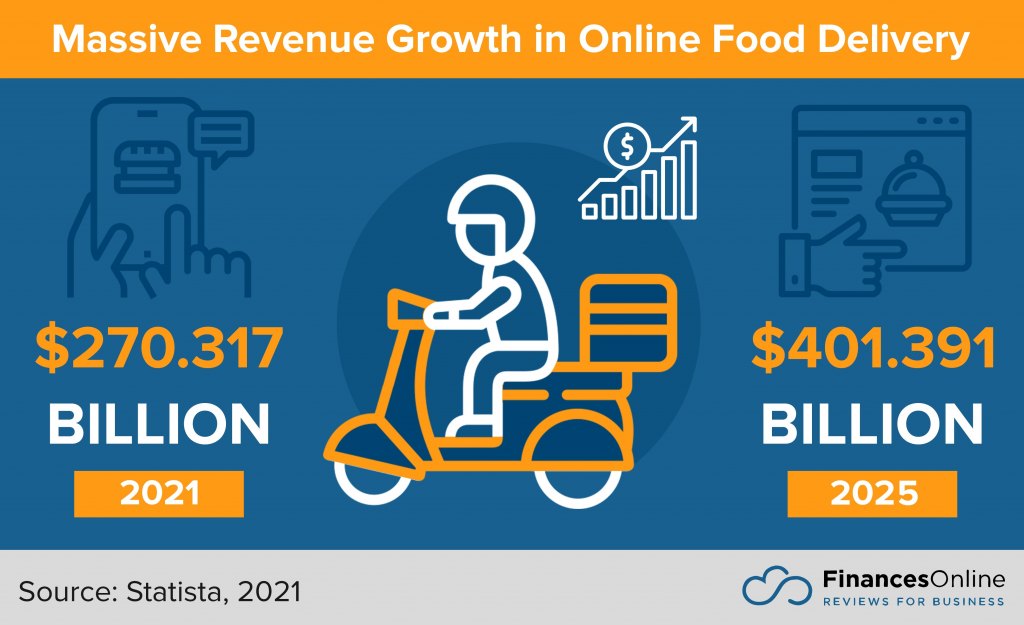 Massive Revenue Growth in Online Food Delivery
$
$270.317
BILLION
2021
$401.391
BILLION
2025
Source: Statista, 2021
FinancesOnline
REVIEWS FOR BUSINESS